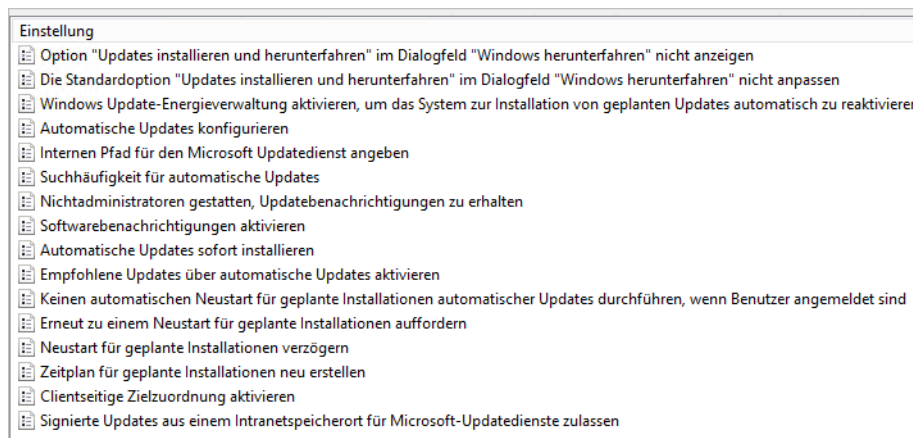 Einstellung
Option "Updates installieren und herunterfahren" im Dialogfeld "Windows herunterfahren" nicht anzeigen
Die Standardoption "Updates installieren und herunterfahren" im Dialogfeld "Windows herunterfahren" nicht anpassen
Windows Update-Energieverwaltung aktivieren, um das System zur Installation von geplanten Updates automatisch zu reaktivieren
Automatische Updates konfigurieren
Internen Pfad für den Microsoft Updatedienst angeben
Suchhäufigkeit für automatische Updates
Nichtadministratoren gestatten, Updatebenachrichtigungen zu erhalten
Softwarebenachrichtigungen aktivieren
Automatische Updates sofort installieren
Empfohlene Updates über automatische Updates aktivieren
Keinen automatischen Neustart für geplante Installationen automatischer Updates durchführen, wenn Benutzer angemeldet sind
Erneut zu einem Neustart für geplante Installationen auffordern
Neustart für geplante Installationen verzögern
Zeitplan für geplante Installationen neu erstellen
Clientseitige Zielzuordnung aktivieren
Signierte Updates aus einem Intranetspeicherort für Microsoft-Updatedienste zulassen